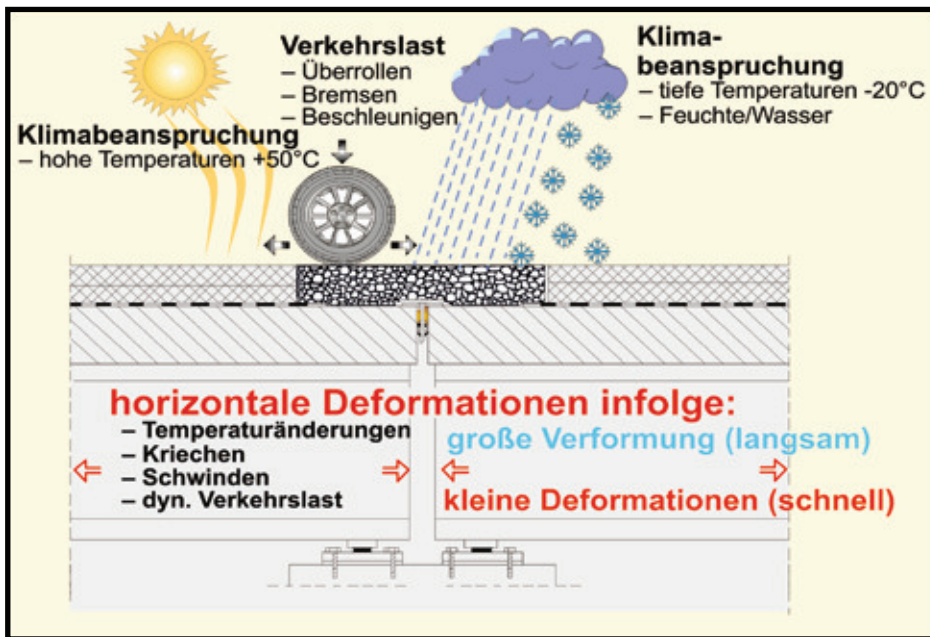 Klimabeanspruchung
– hohe Temperaturen +50°C
Verkehrslast
– Überrollen
– Bremsen
– Beschleunigen
Klima-
beanspruchung
– tiefe Temperaturen -20°C
– Feuchte/Wasser
horizontale Deformationen infolge:
– Temperaturänderungen
– Kriechen
– Schwinden
– dyn. Verkehrslast
große Verformung (langsam)
kleine Deformationen (schnell)